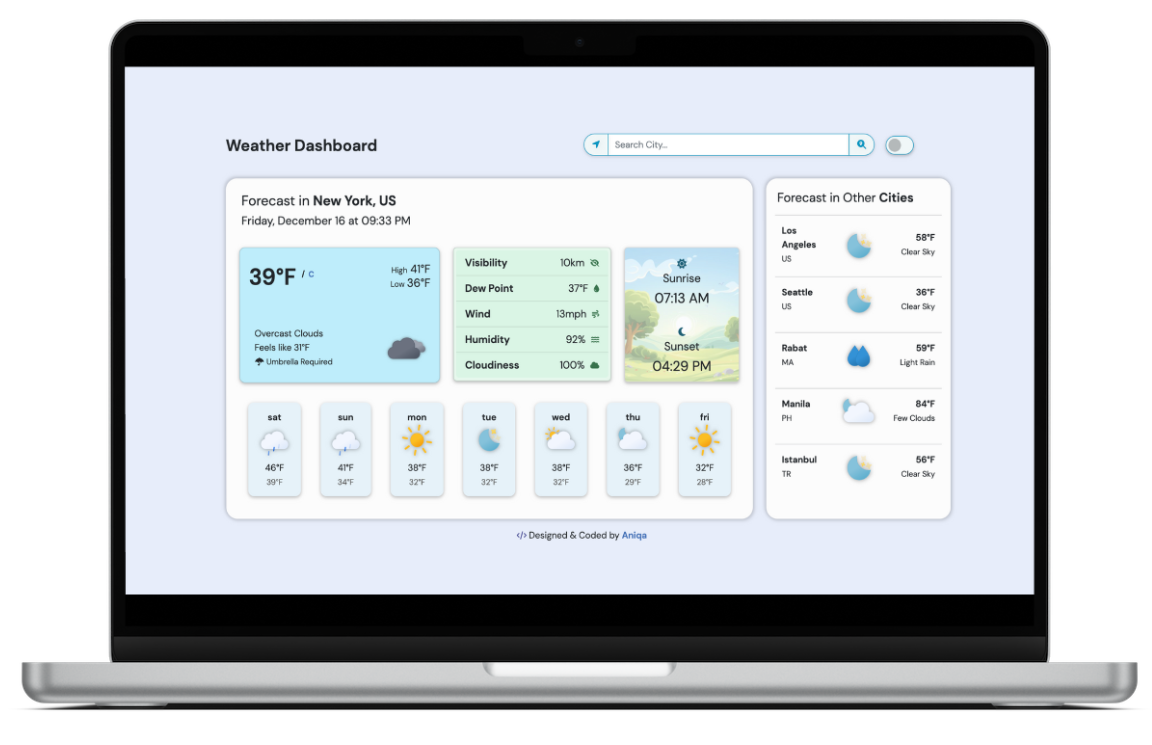 Weather Dashboard
Search City...
Forecast in New York, US
Friday, December 16 at 09:33 PM
39°F / C
High 41°F
Low 36°F
Overcast Clouds
Feels like 31°F
Umbrella Required
Visibility 10km
Dew Point 37°F
Wind 13mph
Humidity 92%
Cloudiness 100%
Sunrise
07:13 AM
Sunset
04:29 PM
sat sun mon tue wed thu fri
46°F 41°F 38°F 38°F 38°F 36°F 32°F
39°F 34°F 32°F 32°F 32°F 29°F 28°F
Forecast in Other Cities
Los
Angeles
US
58°F
Clear Sky
Seattle
US
36°F
Clear Sky
Rabat
MA
59°F
Light Rain
Manila
PH
84°F
Few Clouds
Istanbul
TR
56°F
Clear Sky
</> Designed & Coded by Aniqa